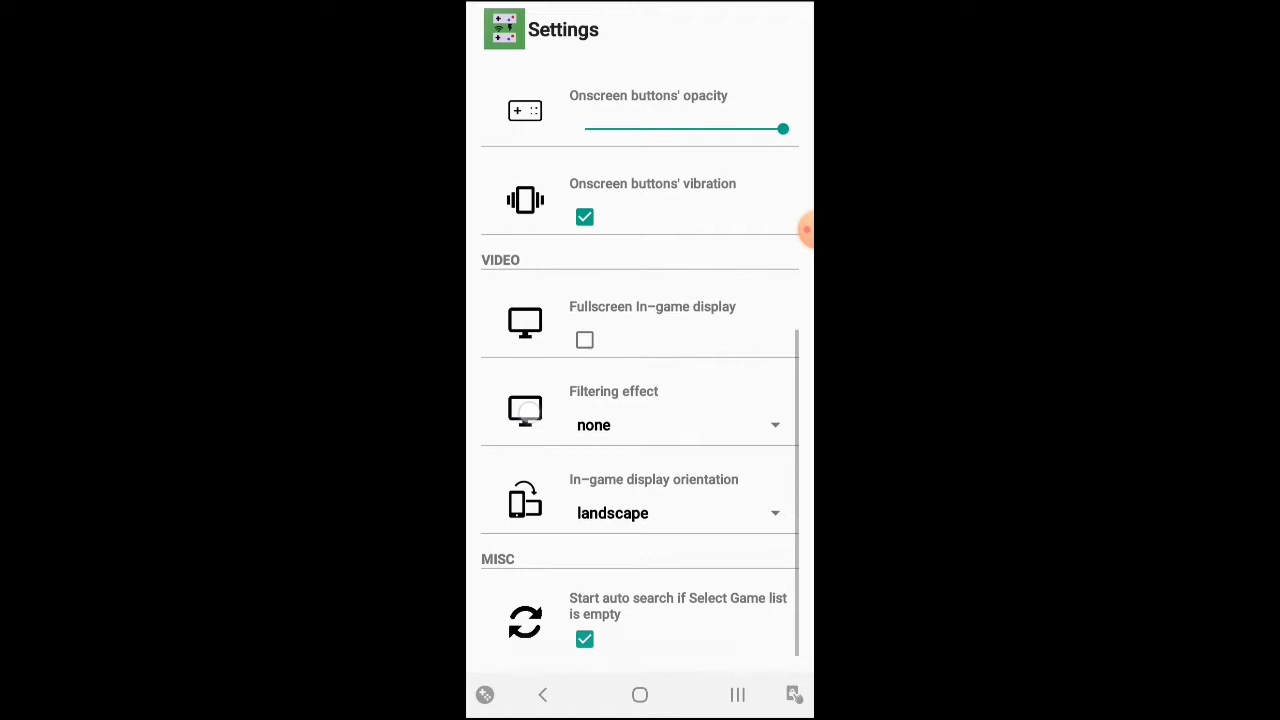 Settings
Onscreen buttons' opacity
Onscreen buttons' vibration
VIDEO
Fullscreen In-game display
Filtering effect
none
In-game display orientation
landscape
MISC
Start auto search if Select Game list
is empty